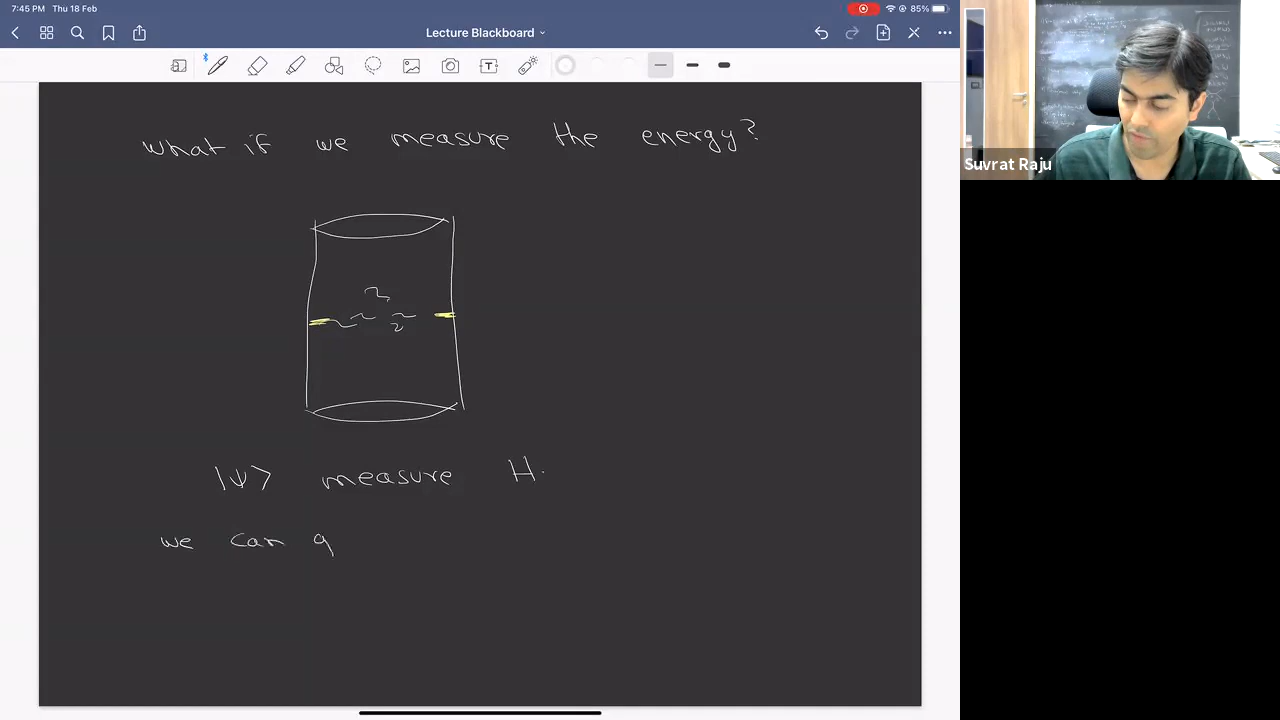 7:45 PM Thu 18 Feb
85%
Lecture Blackboard
T
what if we measure the energy?
|ψ> measure H.
we can g
Suvrat Raju